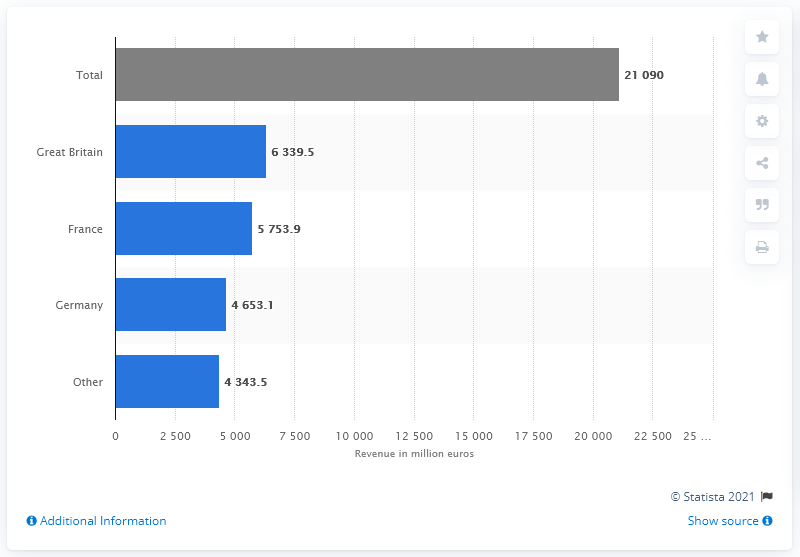 Total
21 090
Great Britain
6 339.5
France
5 753.9
Germany
4 653.1
Other
4 343.5
0 2 500 5 000 7 500 10 000 12 500 15 000 17 500 20 000 22 500 25 ...
Revenue in million euros
© Statista 2021
Additional Information
Show source